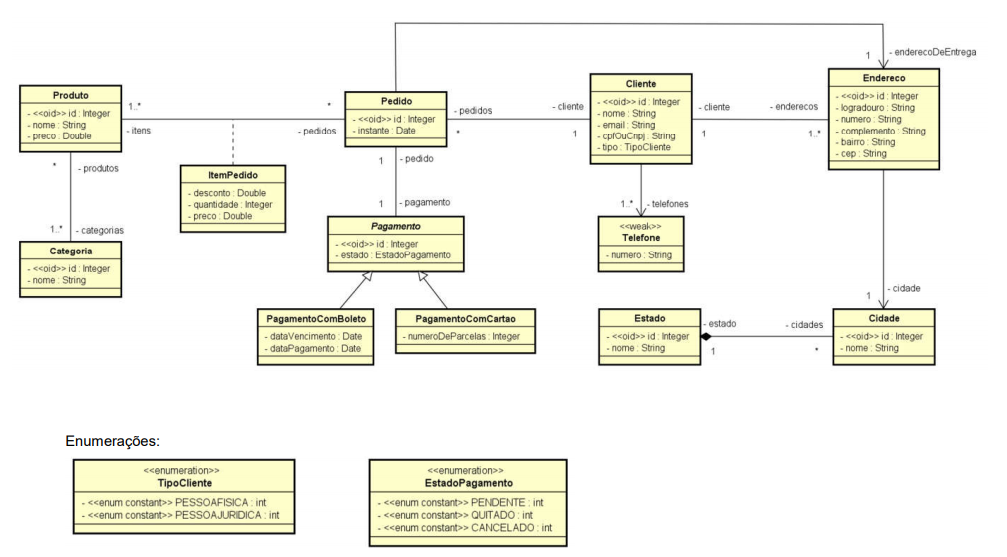 1
- enderecoDeEntrega
Produto
- <<oid>> id : Integer
- nome : String
- preco : Double
1..*
- itens
*
- pedidos
Pedido
- <<oid>> id : Integer
- instante : Date
- pedidos
*
- cliente
1
Cliente
- <<oid>> id : Integer
- nome : String
- email : String
- cpfOuCnpj : String
- tipo : TipoCliente
- cliente
1
- enderecos
1..*
Endereco
- <<oid>> id : Integer
- logradouro : String
- numero : String
- complemento : String
- bairro : String
- cep : String
*
- produtos
1..*
- categorias
ItemPedido
- desconto : Double
- quantidade : Integer
- preco : Double
1
- pedido
1
- pagamento
1..*
- telefones
Categoria
- <<oid>> id : Integer
- nome : String
Pagamento
- <<oid>> id : Integer
- estado : EstadoPagamento
<<weak>>
Telefone
- numero : String
1
- cidade
PagamentoComBoleto
- dataVencimento : Date
- dataPagamento : Date
PagamentoComCartao
- numeroDeParcelas : Integer
Estado
- <<oid>> id : Integer
- nome : String
- estado
1
- cidades
*
Cidade
- <<oid>> id : Integer
- nome : String
Enumerações:
<<enumeration>>
TipoCliente
- <<enum constant>> PESSOAFISICA : int
- <<enum constant>> PESSOAJURIDICA : int
<<enumeration>>
EstadoPagamento
- <<enum constant>> PENDENTE : int
- <<enum constant>> QUITADO : int
- <<enum constant>> CANCELADO : int